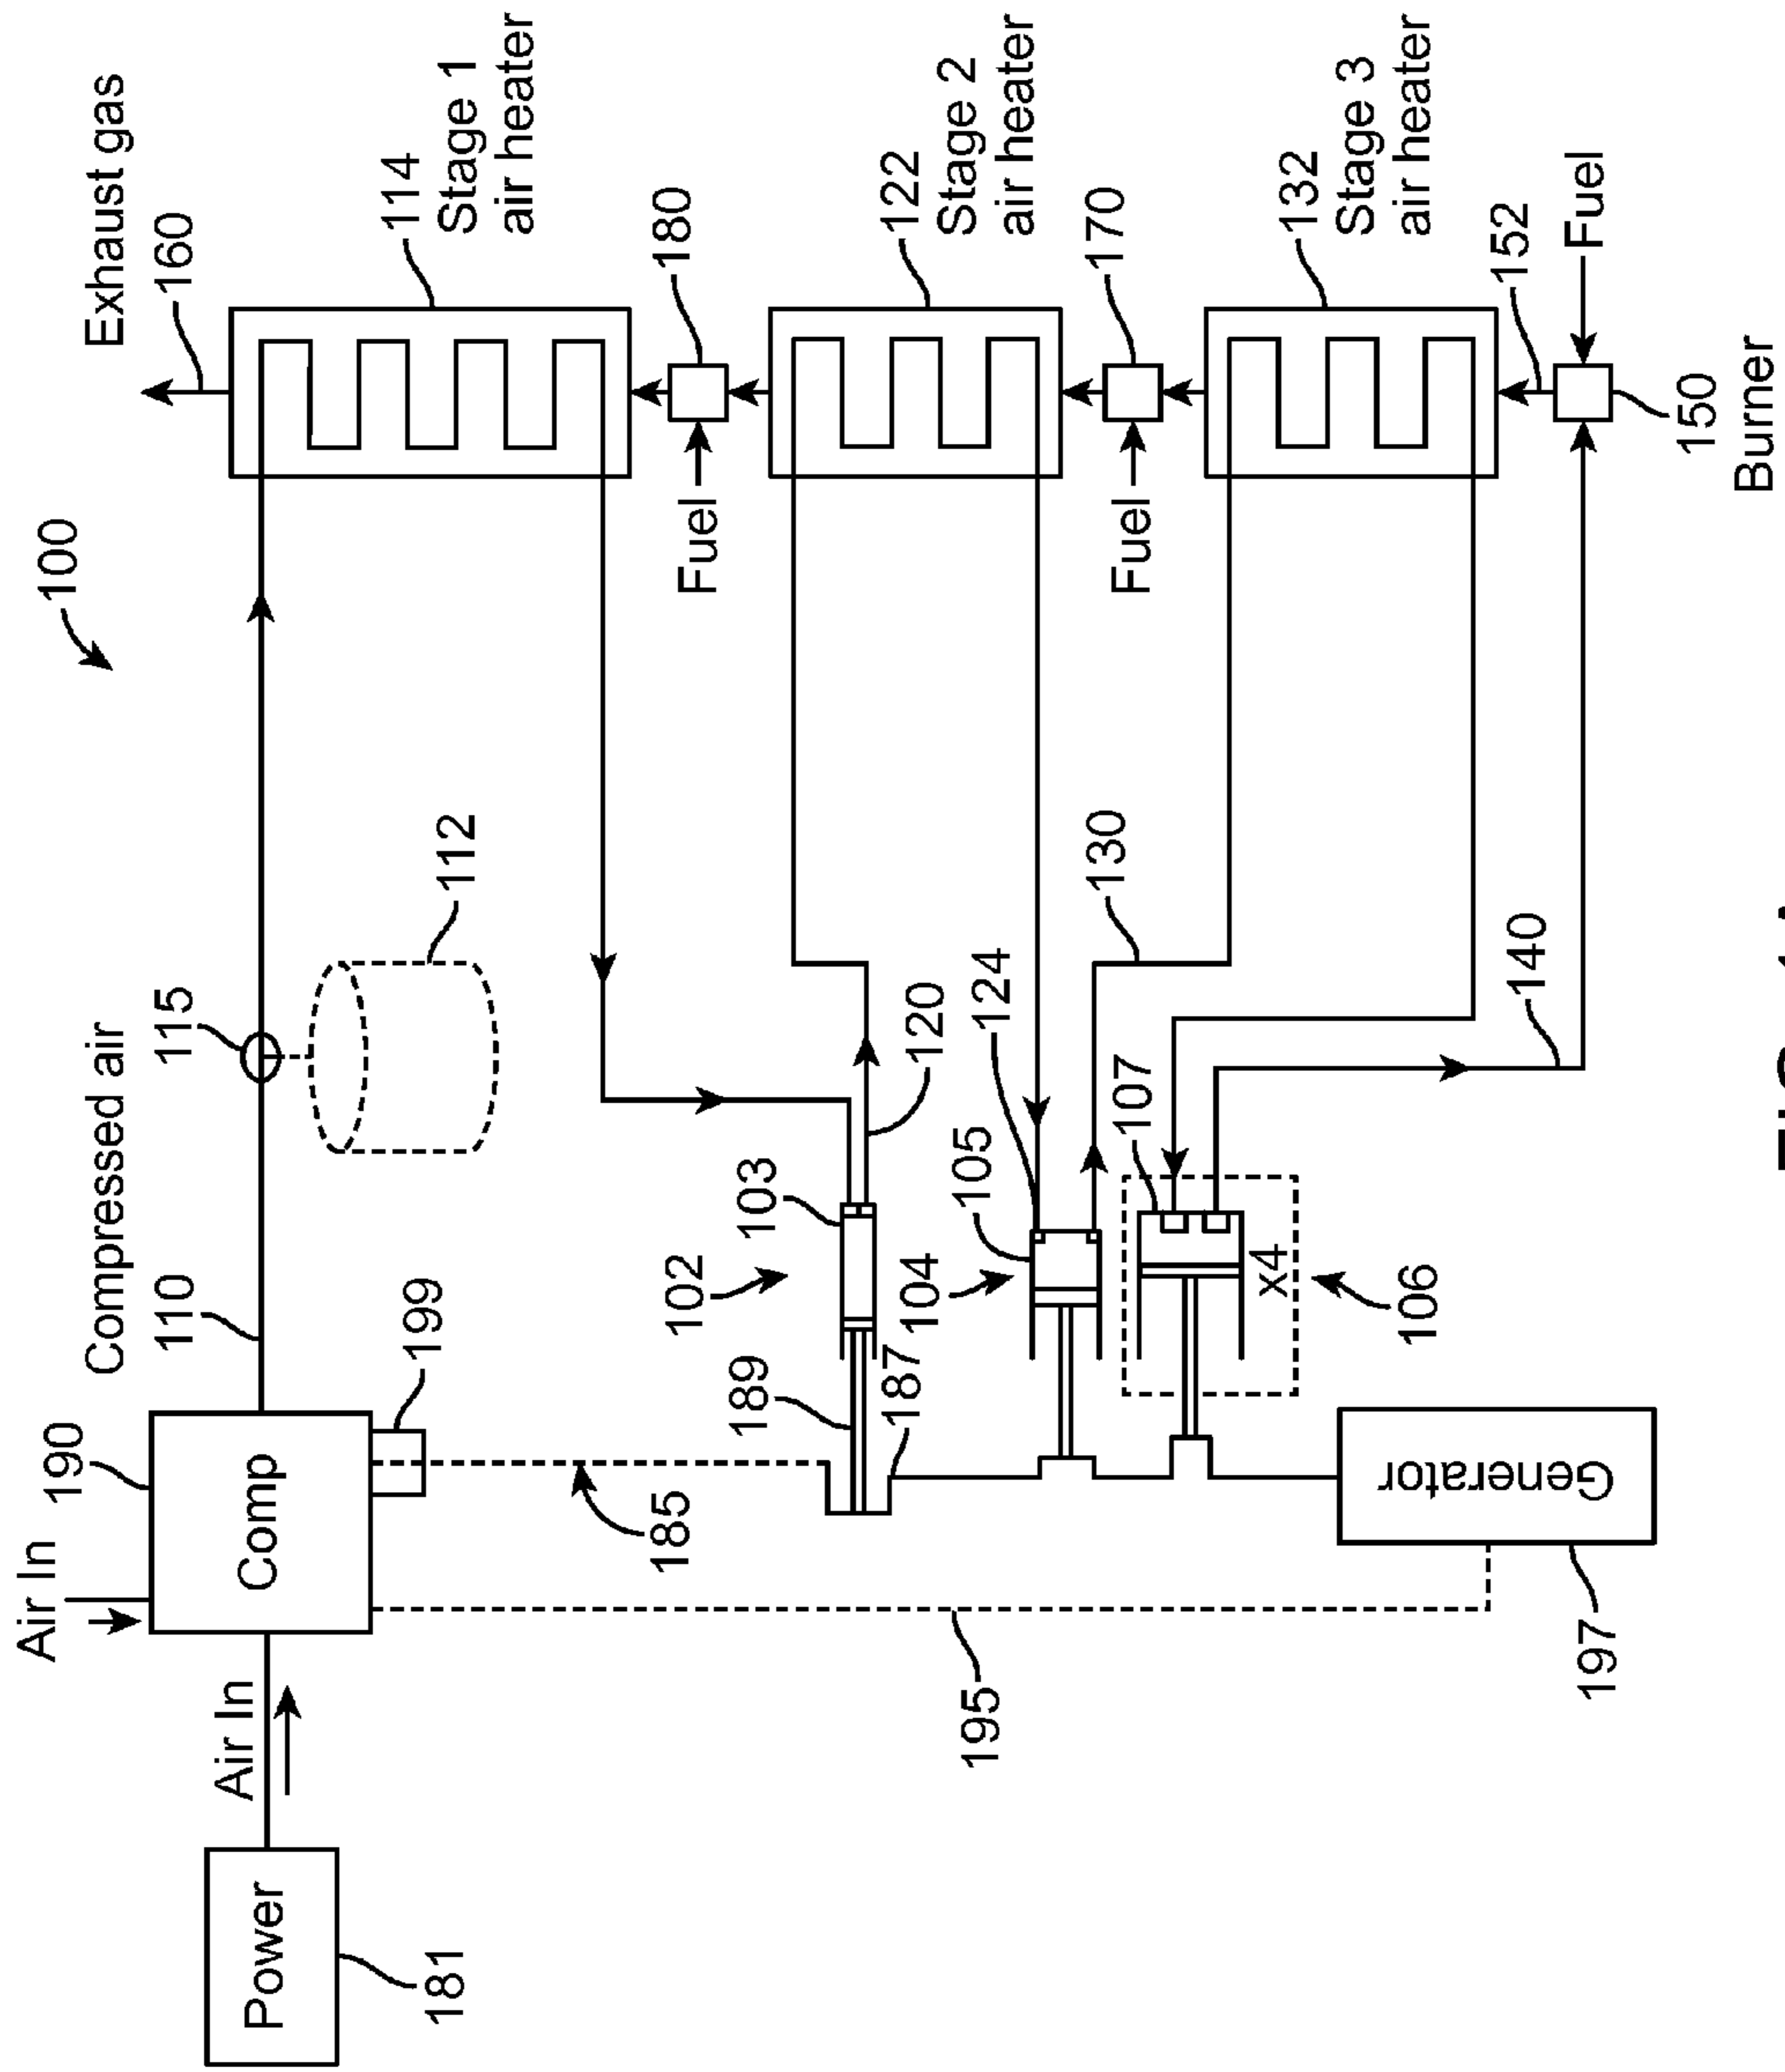 100
Air In
190
Comp
Air In
Power
181
199
Compressed air
110
115
112
Exhaust gas
160
114
Stage 1
air heater
180
Fuel
122
Stage 2
air heater
170
Fuel
132
Stage 3
air heater
152
Fuel
150
Burner
185
195
189
187
102
103
120
104
105
124
130
107
x4
106
140
Generator
197